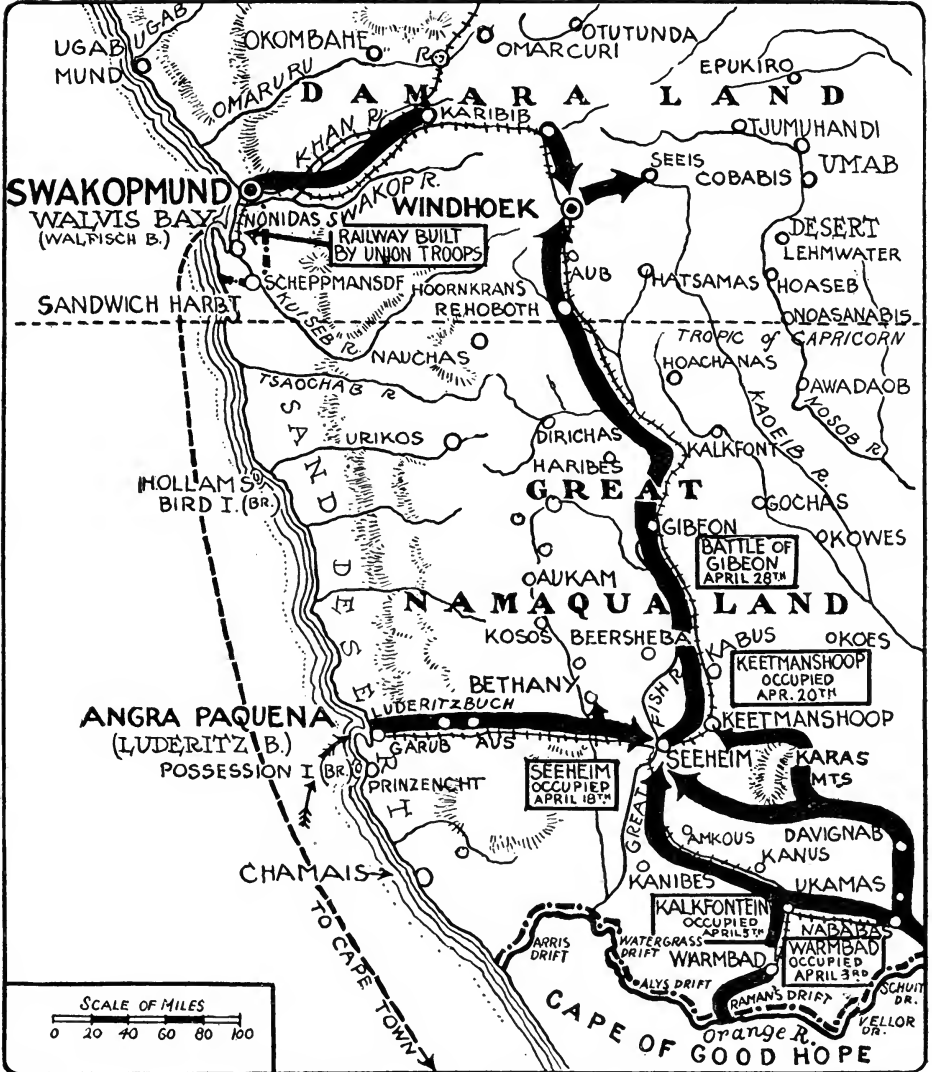 UGAB
UGAB
MUND
OKOMBAHE
OMARURU
R.
OTUTUNDA
OMARCURI
EPUKIRO
DAMARA LAND
KHAN R.
KARIBIB
TJUMUHANDI
UMAB
SEEIS
COBABIS
SWAKOPMUND
WALVIS BAY
(WALFISCH B.)
NONIDAS
SWAKOP R.
WINDHOEK
RAILWAY BUILT
BY UNION TROOPS
DESERT
LEHMWATER
SCHEPPMANSDF
HOORNKRANS
AUB
HATSAMAS
HOASEB
SANDWICH HARBT
KUISEB R.
REHOBOTH
NOASANABIS
TROPIC of CAPRICORN
NAUCHAS
HOACHANAS
TSAOCHAB R
AWADAOB
NOSOB R.
KAOEIB R.
SAND DESERT
URIKOS
DIRICHAS
KALKFONT
HARIBES
HOLLAMS
BIRD I. (BR.)
GREAT
GOCHAS
GIBEON
KOWES
BATTLE OF
GIBEON
APRIL 28TH
AUKAM
NAMAQUA LAND
KOSOS
BEERSHEBA
KABUS
KOES
KEETMANSHOOP
OCCUPIED
APR. 20TH
BETHANY
FISH R.
LUDERITZBUCH
ANGRA PAQUENA
(LUDERITZ B.)
KEETMANSHOOP
GARUB
AUS
SEEHEIM
POSSESSION I (BR.)
PRINZENCHT
SEEHEIM
OCCUPIED
APRIL 18TH
KARAS
MTS
GREAT
AMKOUS
DAVIGNAB
KANUS
CHAMAIS
KANIBES
UKAMAS
KALKFONTEIN
OCCUPIED
APRIL 5TH
NABABAS
ARRIS
DRIFT
WATERGRASS
DRIFT
WARMBAD
WARMBAD
OCCUPIED
APRIL 3RD
ALYS DRIFT
RAMAN'S DRIFT
SCHUIT
DR.
VELLOR
DR.
Orange R.
CAPE OF GOOD HOPE
TO CAPE TOWN
SCALE OF MILES
0 20 40 60 80 100